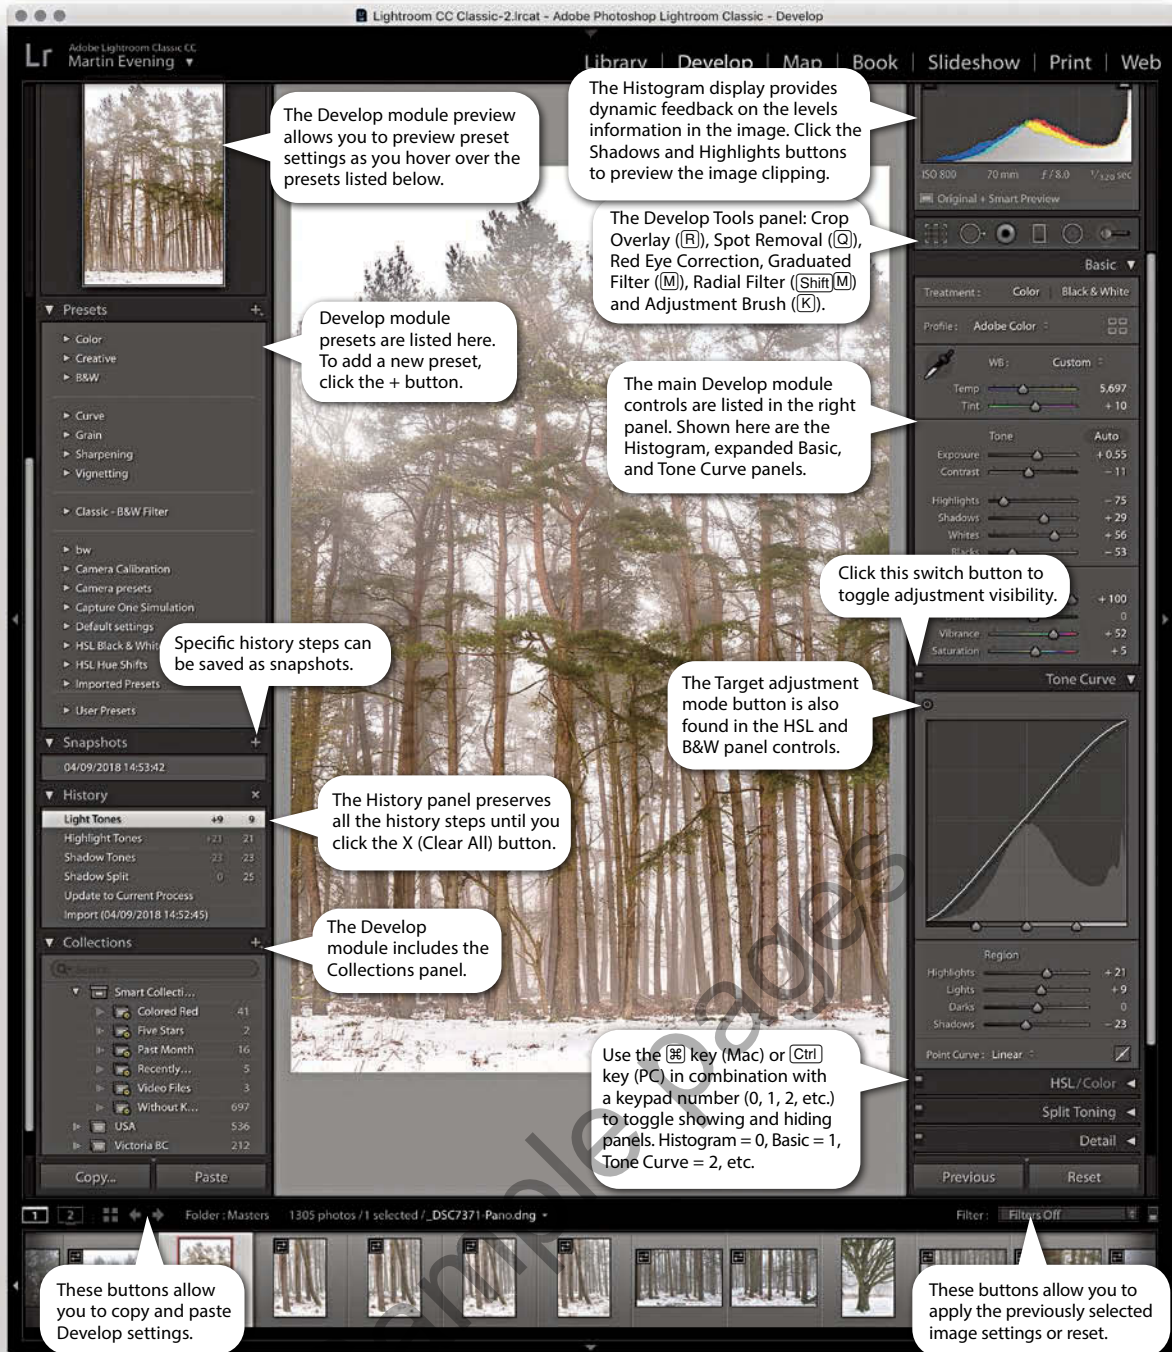 Lightroom CC Classic-2.lrcat - Adobe Photoshop Lightroom Classic - Develop
Lr
Adobe Lightroom Classic CC
Martin Evening
Library | Develop | Map | Book | Slideshow | Print | Web
The Develop module preview
allows you to preview preset
settings as you hover over the
presets listed below.
The Histogram display provides
dynamic feedback on the levels
information in the image. Click the
Shadows and Highlights buttons
to preview the image clipping.
ISO 800 70 mm ƒ / 8.0 1/320 sec
Original + Smart Preview
The Develop Tools panel: Crop
Overlay (R), Spot Removal (Q),
Red Eye Correction, Graduated
Filter (M), Radial Filter (Shift M)
and Adjustment Brush (K).
Presets +
Color
Creative
B&W
Curve
Grain
Sharpening
Vignetting
Classic - B&W Filter
bw
Camera Calibration
Camera presets
Capture One Simulation
Default settings
HSL Black & White
HSL Hue Shifts
Imported Presets
User Presets
Develop module
presets are listed here.
To add a new preset,
click the + button.
Specific history steps can
be saved as snapshots.
Snapshots +
04/09/2018 14:53:42
History ×
Light Tones +9 9
Highlight Tones +21 21
Shadow Tones -23 -23
Shadow Split 0 25
Update to Current Process
Import (04/09/2018 14:52:45)
The History panel preserves
all the history steps until you
click the X (Clear All) button.
Collections +
Search
Smart Collecti...
Colored Red 41
Five Stars 2
Past Month 16
Recently... 5
Video Files 3
Without K... 697
USA 536
Victoria BC 212
The Develop
module includes the
Collections panel.
Copy... Paste
Basic
Treatment: Color | Black & White
Profile: Adobe Color
WB: Custom
Temp 5,697
Tint + 10
Tone Auto
Exposure + 0.55
Contrast - 11
Highlights - 75
Shadows + 29
Whites + 56
Blacks - 53
+ 100
0
Vibrance + 52
Saturation + 5
The main Develop module
controls are listed in the right
panel. Shown here are the
Histogram, expanded Basic,
and Tone Curve panels.
Click this switch button to
toggle adjustment visibility.
Tone Curve
The Target adjustment
mode button is also
found in the HSL and
B&W panel controls.
Region
Highlights + 21
Lights + 9
Darks 0
Shadows - 23
Point Curve: Linear
HSL / Color
Split Toning
Detail
Previous Reset
Use the ⌘ key (Mac) or Ctrl
key (PC) in combination with
a keypad number (0, 1, 2, etc.)
to toggle showing and hiding
panels. Histogram = 0, Basic = 1,
Tone Curve = 2, etc.
1 2 Folder : Masters 1305 photos / 1 selected / _DSC7371-Pano.dng
Filter: Filters Off
These buttons allow
you to copy and paste
Develop settings.
These buttons allow you to
apply the previously selected
image settings or reset.
ample pages